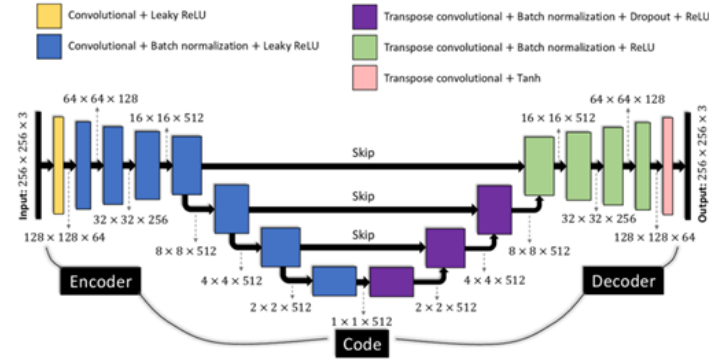 Convolutional + Leaky ReLU
Convolutional + Batch normalization + Leaky ReLU
Transpose convolutional + Batch normalization + Dropout + ReLU
Transpose convolutional + Batch normalization + ReLU
Transpose convolutional + Tanh
Input: 256 × 256 × 3
64 × 64 × 128
16 × 16 × 512
128 × 128 × 64
32 × 32 × 256
8 × 8 × 512
4 × 4 × 512
2 × 2 × 512
1 × 1 × 512
Skip
Skip
Skip
2 × 2 × 512
4 × 4 × 512
8 × 8 × 512
16 × 16 × 512
32 × 32 × 256
64 × 64 × 128
128 × 128 × 64
Output: 256 × 256 × 3
Encoder
Code
Decoder